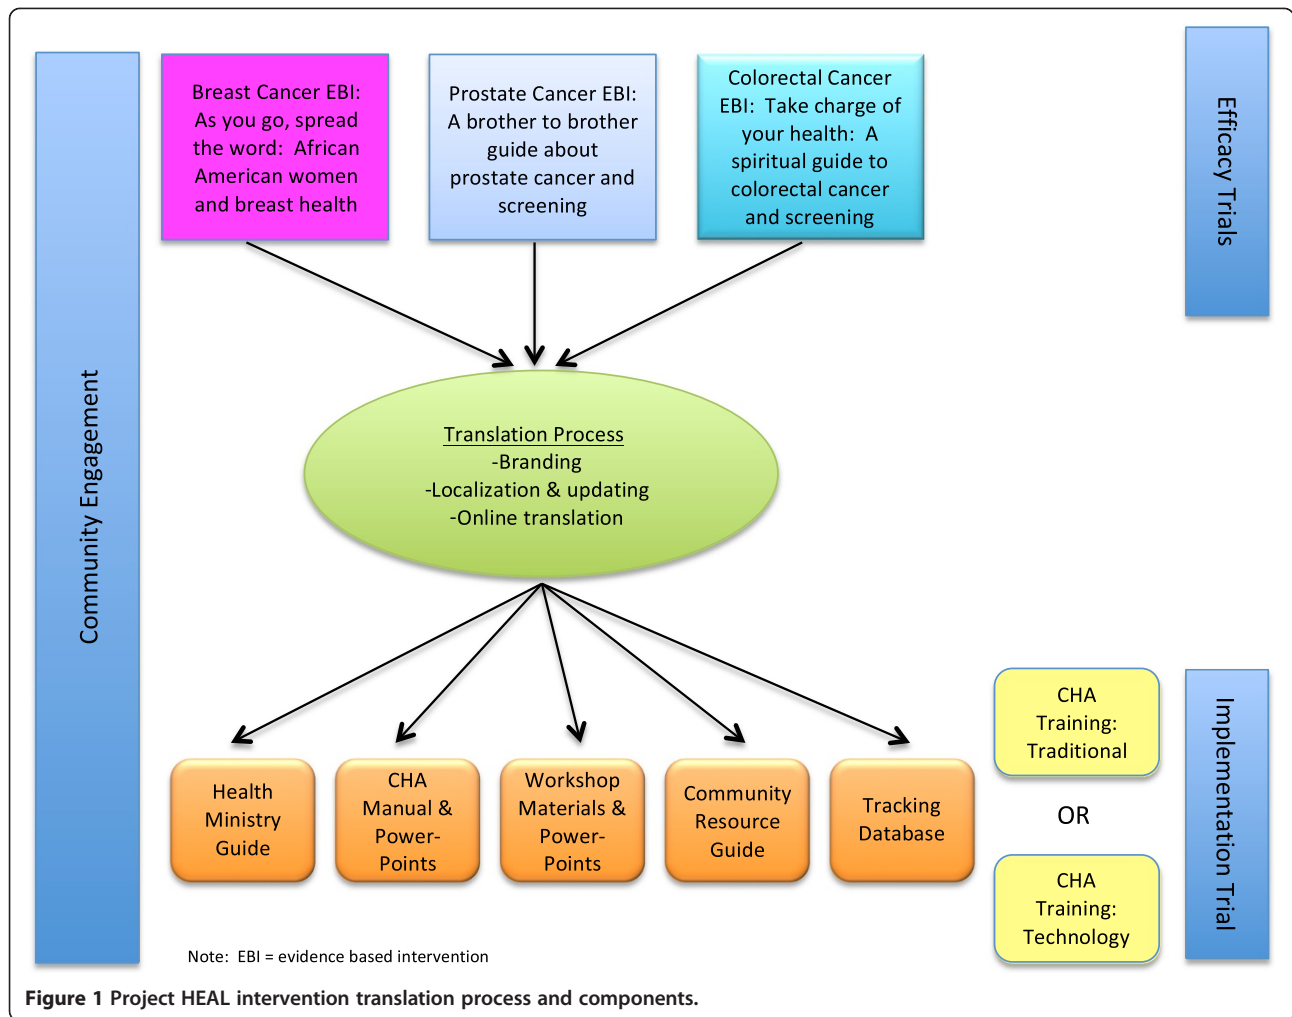 Community Engagement
Breast Cancer EBI:
As you go, spread
the word:  African
American women
and breast health
Prostate Cancer EBI:
A brother to brother
guide about
prostate cancer and
screening
Colorectal Cancer
EBI:  Take charge of
your health:  A
spiritual guide to
colorectal cancer
and screening
Efficacy Trials
Translation Process
-Branding
-Localization & updating
-Online translation
Health
Ministry
Guide
CHA
Manual &
Power-
Points
Workshop
Materials &
Power-
Points
Community
Resource
Guide
Tracking
Database
CHA
Training:
Traditional
OR
CHA
Training:
Technology
Implementation Trial
Note:  EBI = evidence based intervention
Figure 1 Project HEAL intervention translation process and components.